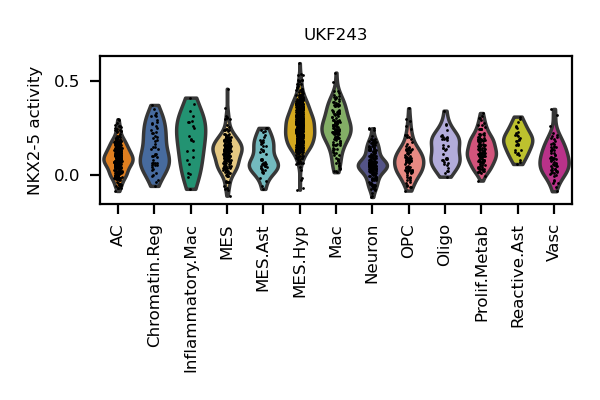 UKF243
NKX2-5 activity
0.5
0.0
AC
Chromatin.Reg
Inflammatory.Mac
MES
MES.Ast
MES.Hyp
Mac
Neuron
OPC
Oligo
Prolif.Metab
Reactive.Ast
Vasc